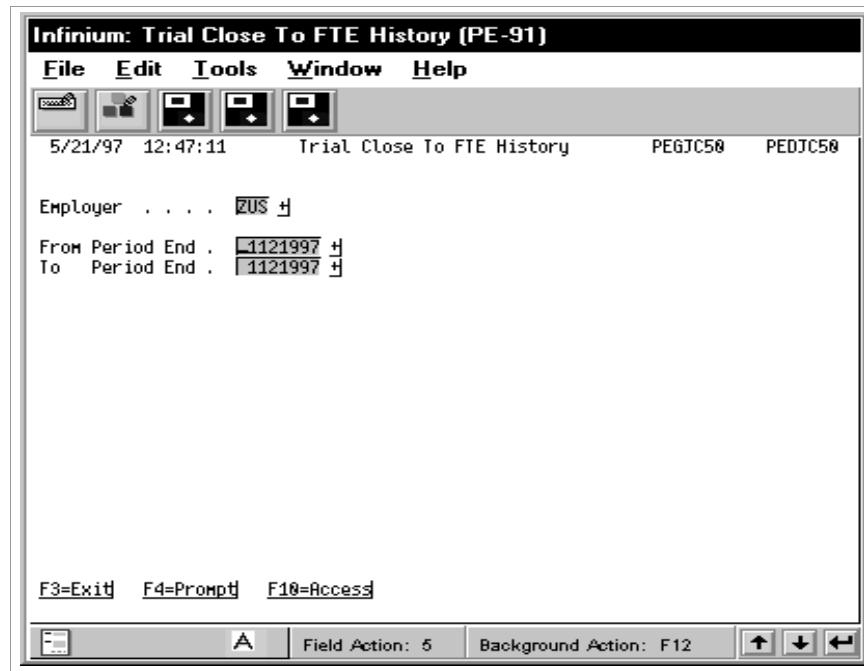 Infinium: Trial Close To FTE History (PE-91)
File Edit Tools Window Help
5/21/97 12:47:11 Trial Close To FTE History PEGJC50 PEDJC50
Employer . . . . ZUS +
From Period End . 1121997 +
To Period End . 1121997 +
F3=Exit F4=Prompt F10=Access
A Field Action: 5 Background Action: F12